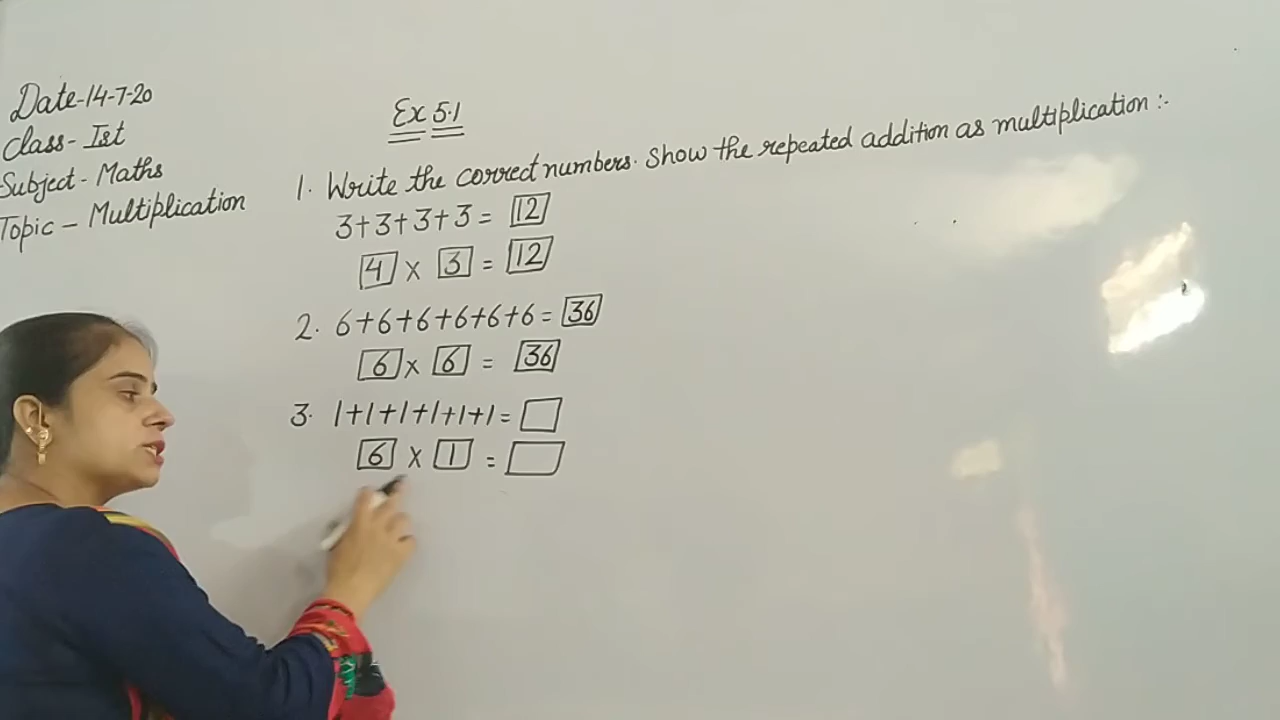 Date-14-7-20
Class- Ist
Subject- Maths
Topic - Multiplication
Ex 5.1
1. Write the correct numbers. Show the repeated addition as multiplication :-
3+3+3+3= 12
4 x 3 = 12
2. 6+6+6+6+6+6= 36
6 x 6 = 36
3. 1+1+1+1+1+1=
6 x 1 =